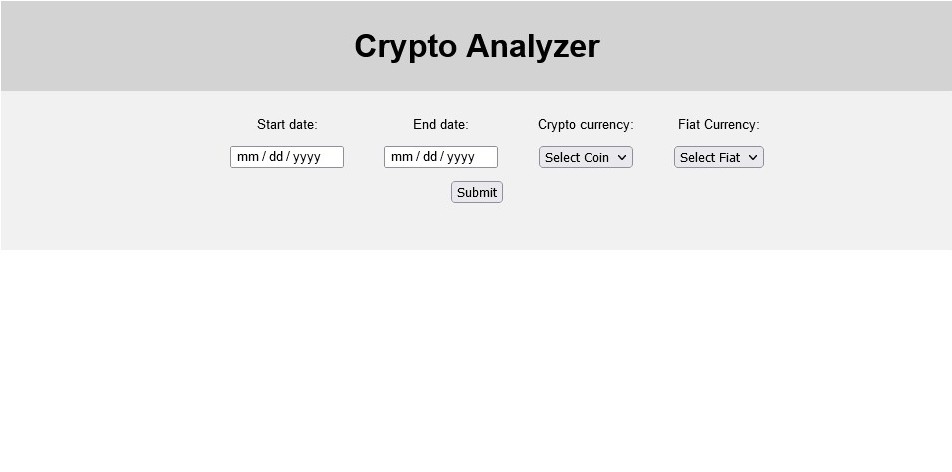 Crypto Analyzer
Start date: End date: Crypto currency: Fiat Currency:
mm / dd / yyyy mm / dd / yyyy Select Coin Select Fiat
Submit